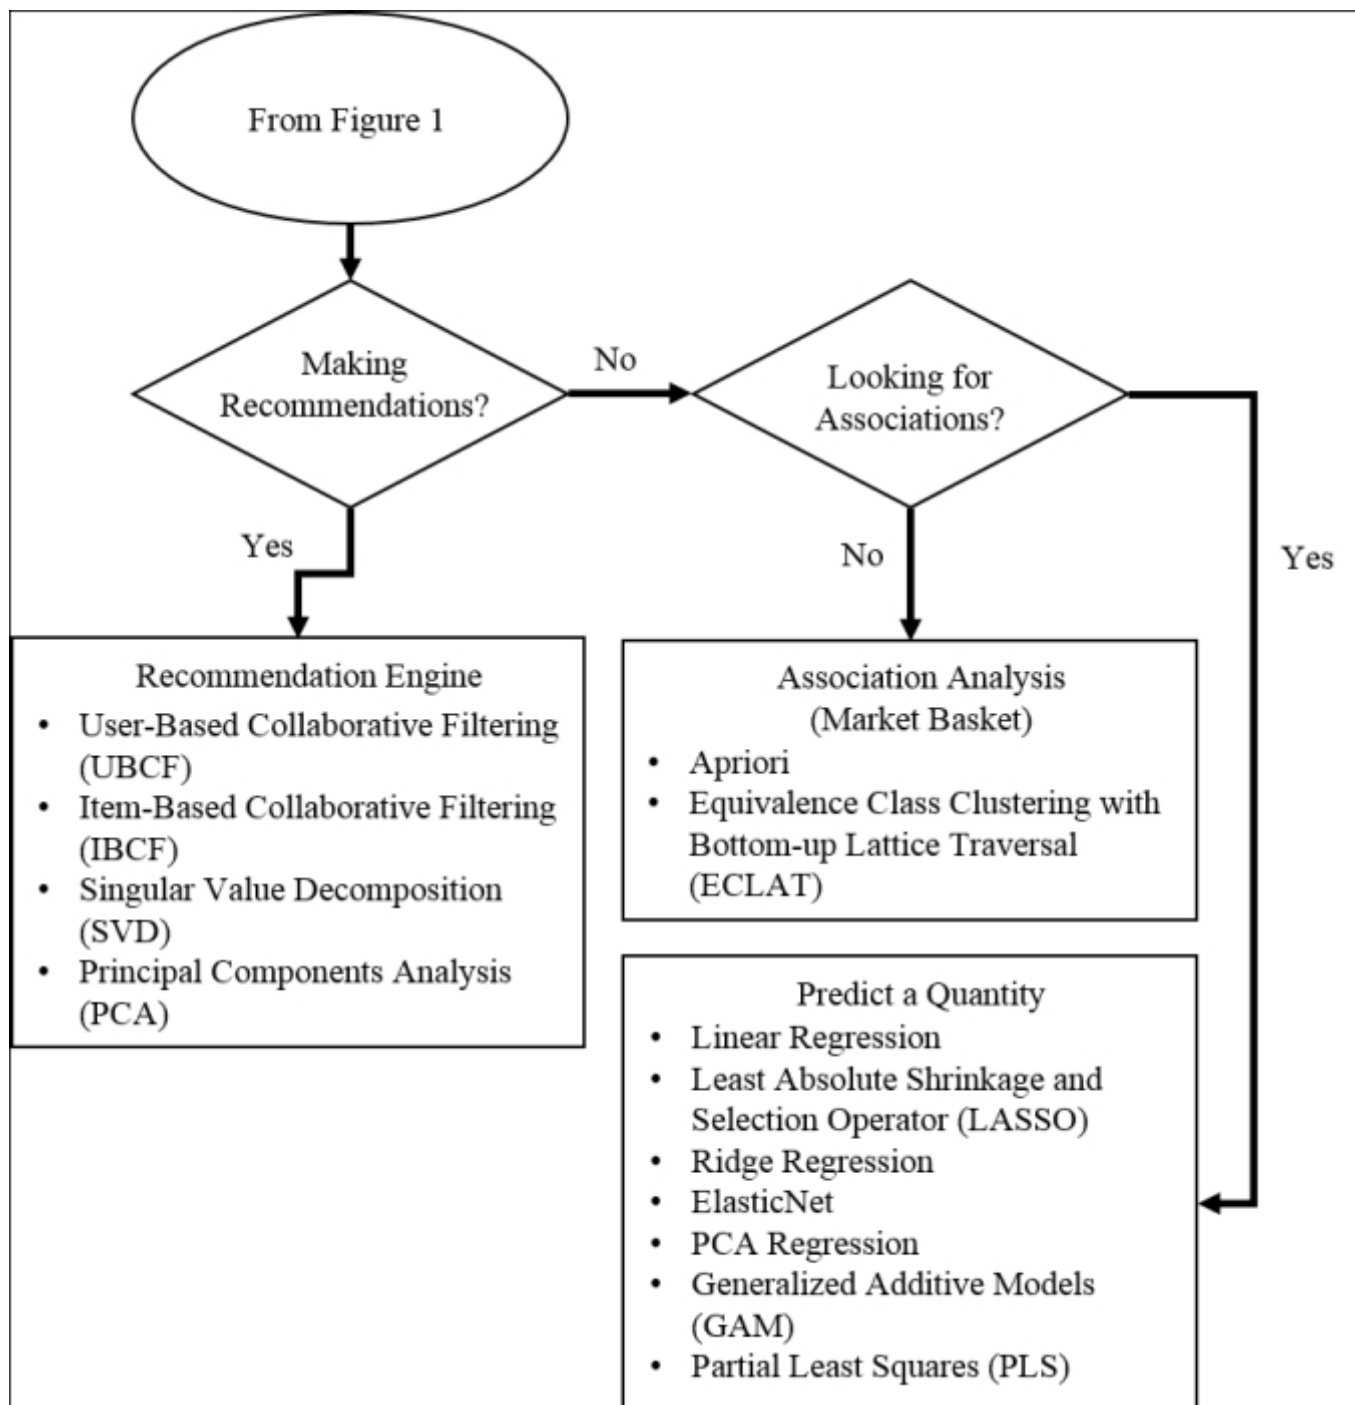 From Figure 1
Making
Recommendations?
No
Looking for
Associations?
Yes
No
Yes
Recommendation Engine
• User-Based Collaborative Filtering
(UBCF)
• Item-Based Collaborative Filtering
(IBCF)
• Singular Value Decomposition
(SVD)
• Principal Components Analysis
(PCA)
Association Analysis
(Market Basket)
• Apriori
• Equivalence Class Clustering with
Bottom-up Lattice Traversal
(ECLAT)
Predict a Quantity
• Linear Regression
• Least Absolute Shrinkage and
Selection Operator (LASSO)
• Ridge Regression
• ElasticNet
• PCA Regression
• Generalized Additive Models
(GAM)
• Partial Least Squares (PLS)